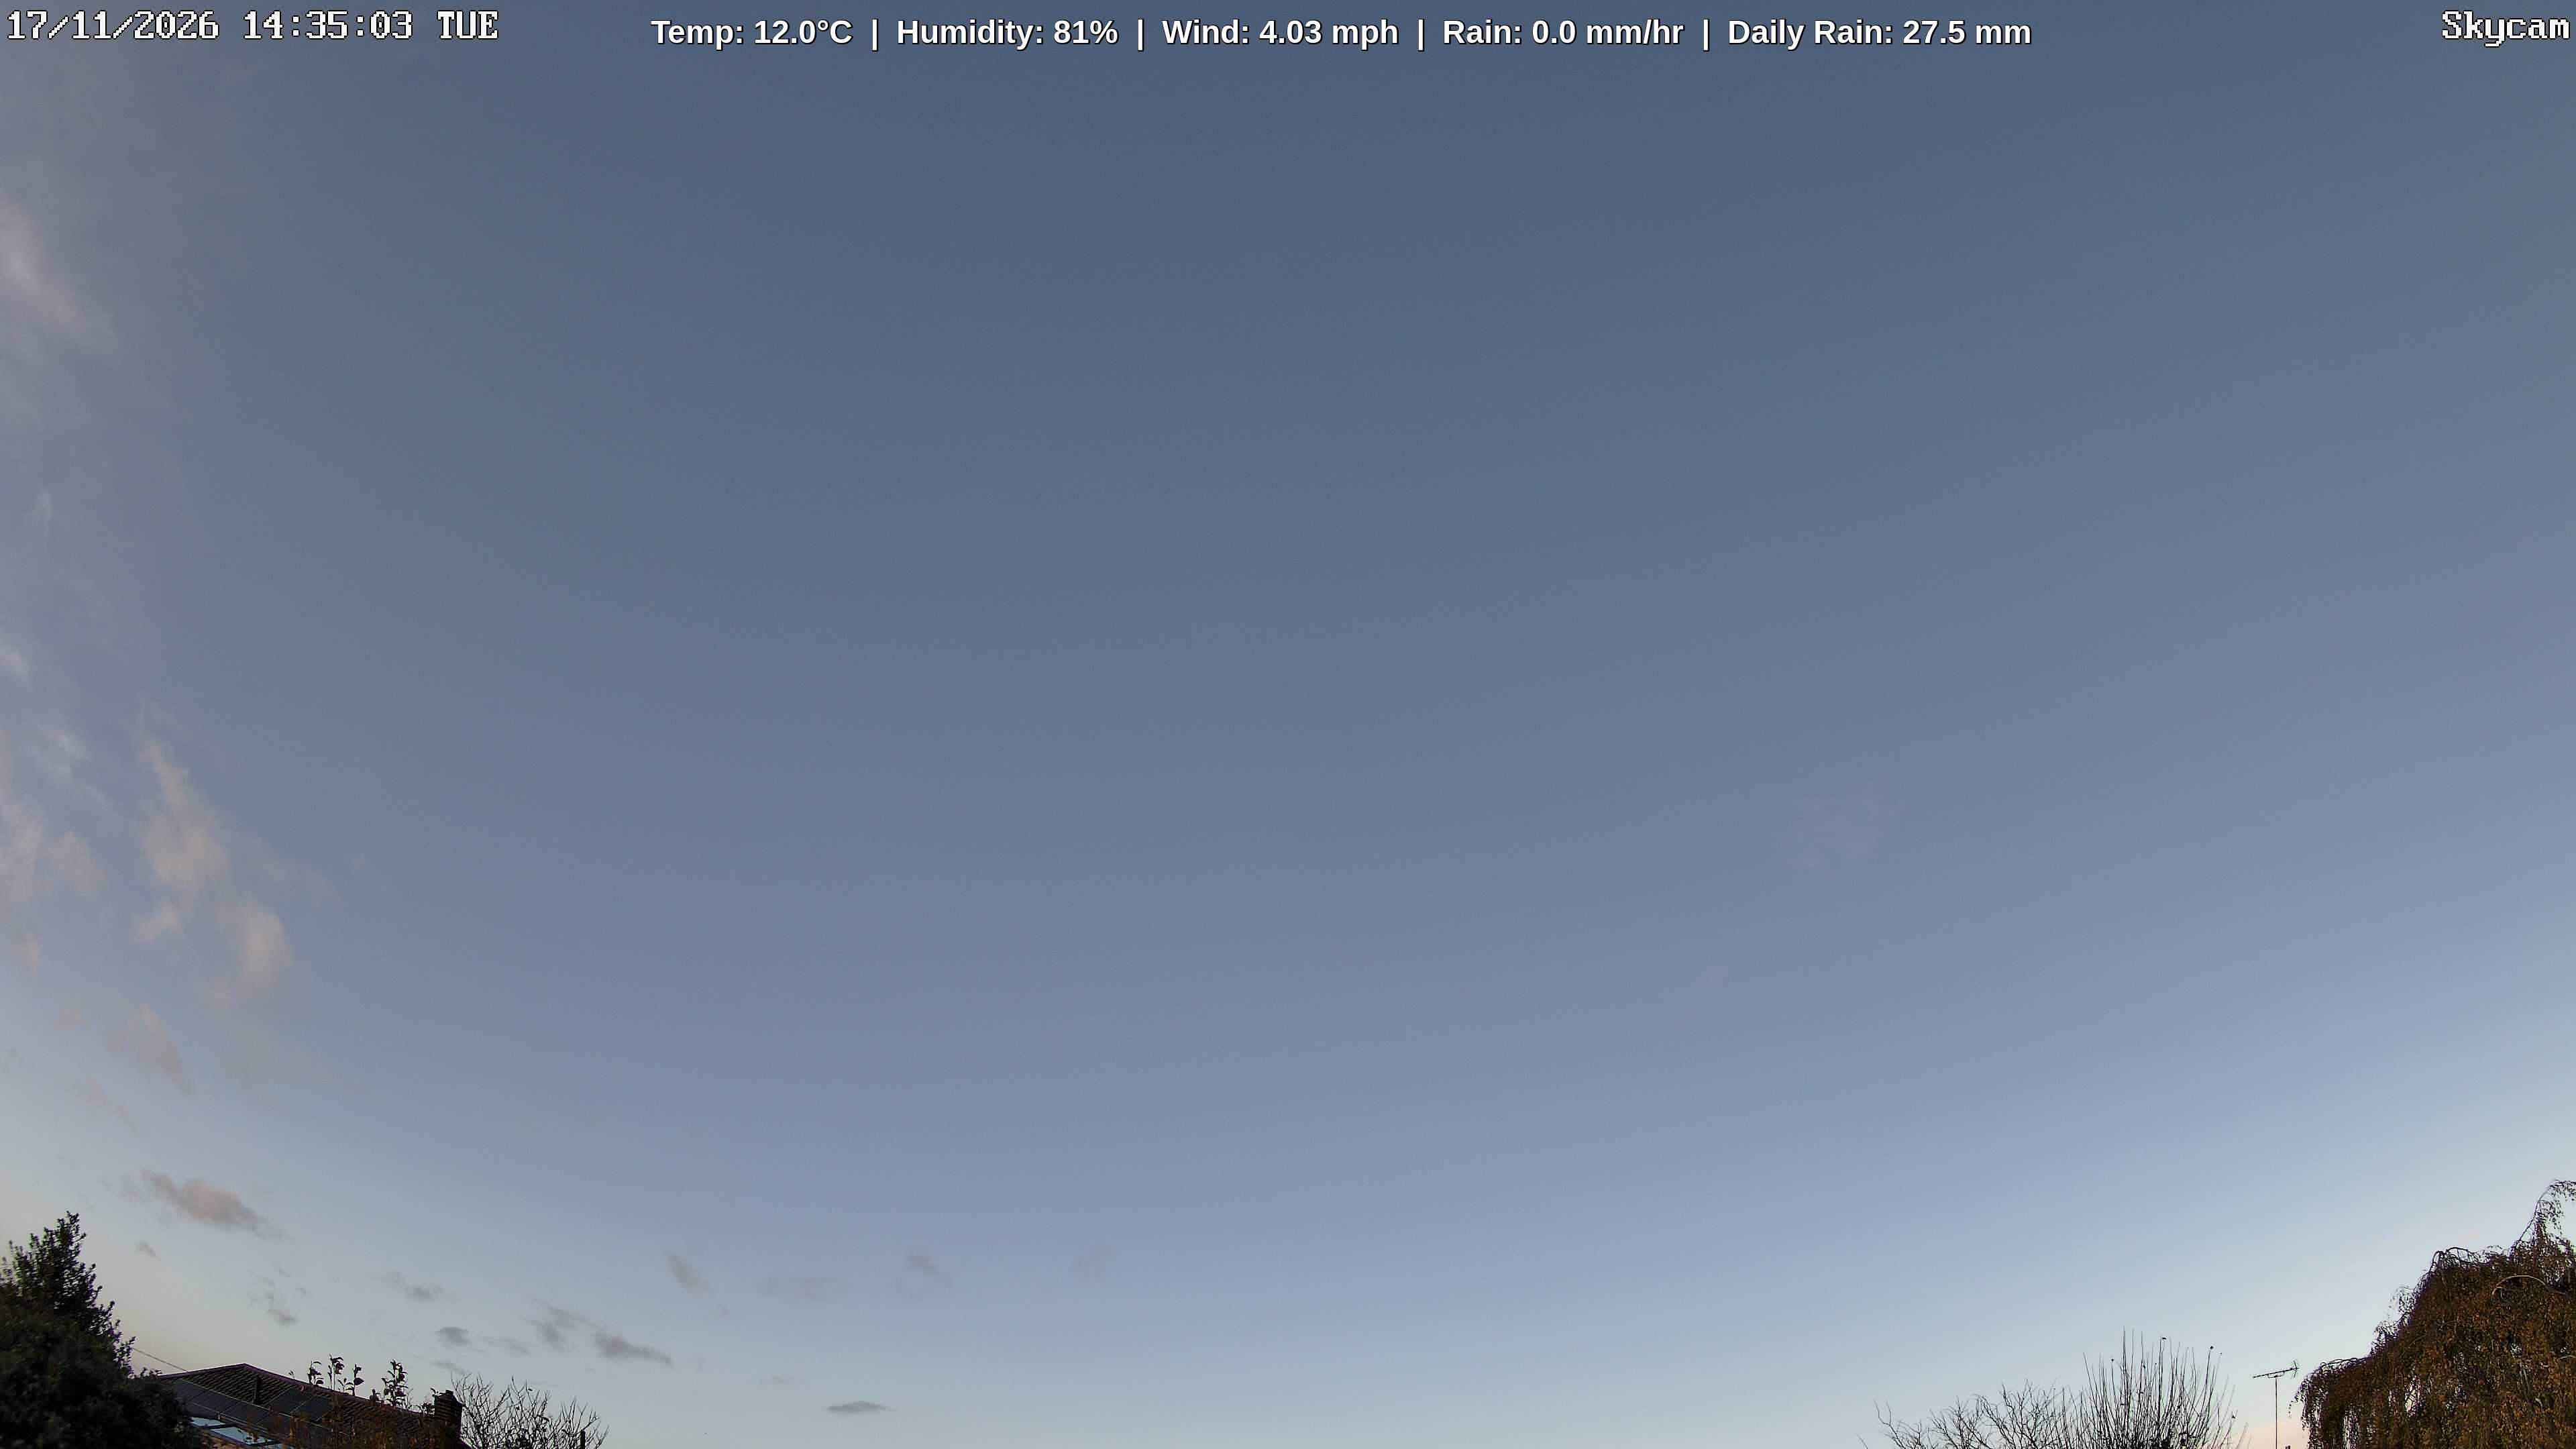 17/11/2026 14:35:03 TUE
Temp: 12.0°C | Humidity: 81% | Wind: 4.03 mph | Rain: 0.0 mm/hr | Daily Rain: 27.5 mm
Skycam